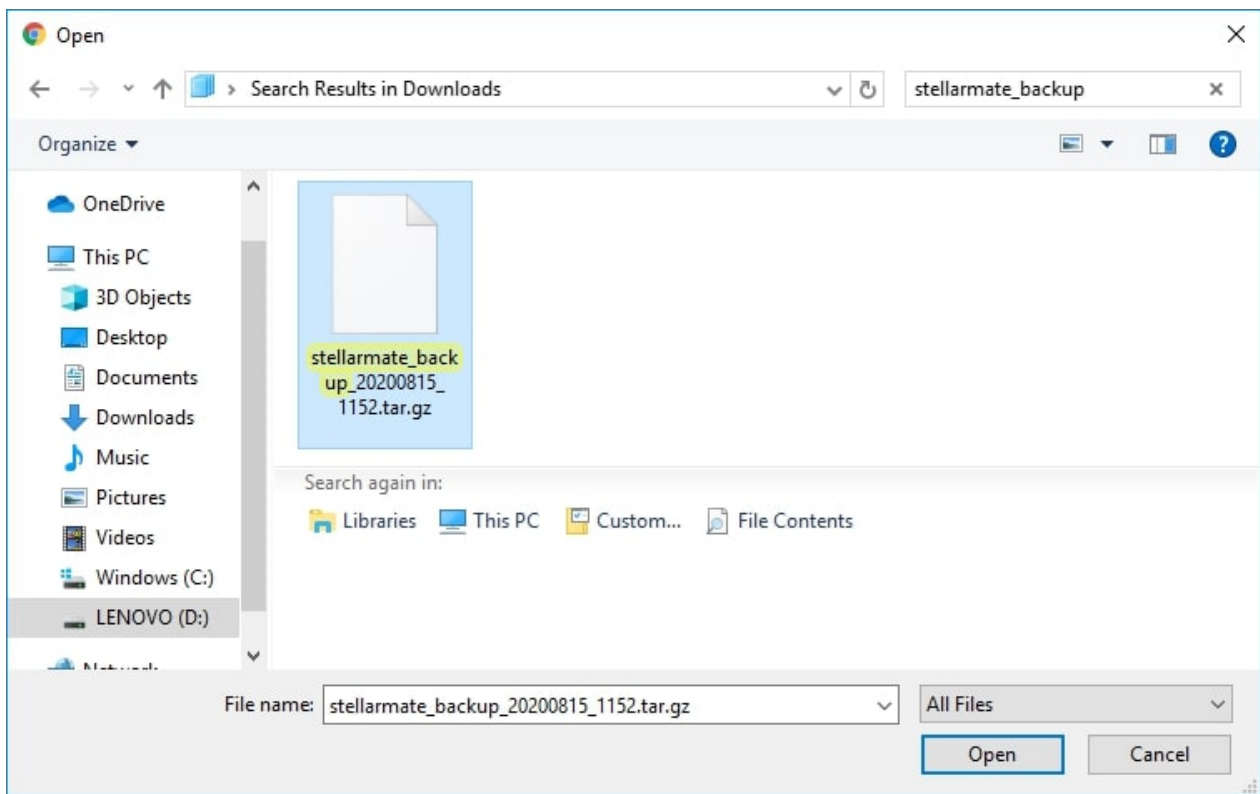 Open
Search Results in Downloads
stellarmate_backup
Organize
OneDrive
This PC
3D Objects
Desktop
Documents
Downloads
Music
Pictures
Videos
Windows (C:)
LENOVO (D:)
Network
stellarmate_back
up_20200815_
1152.tar.gz
Search again in:
Libraries This PC Custom... File Contents
File name: stellarmate_backup_20200815_1152.tar.gz
All Files
Open Cancel